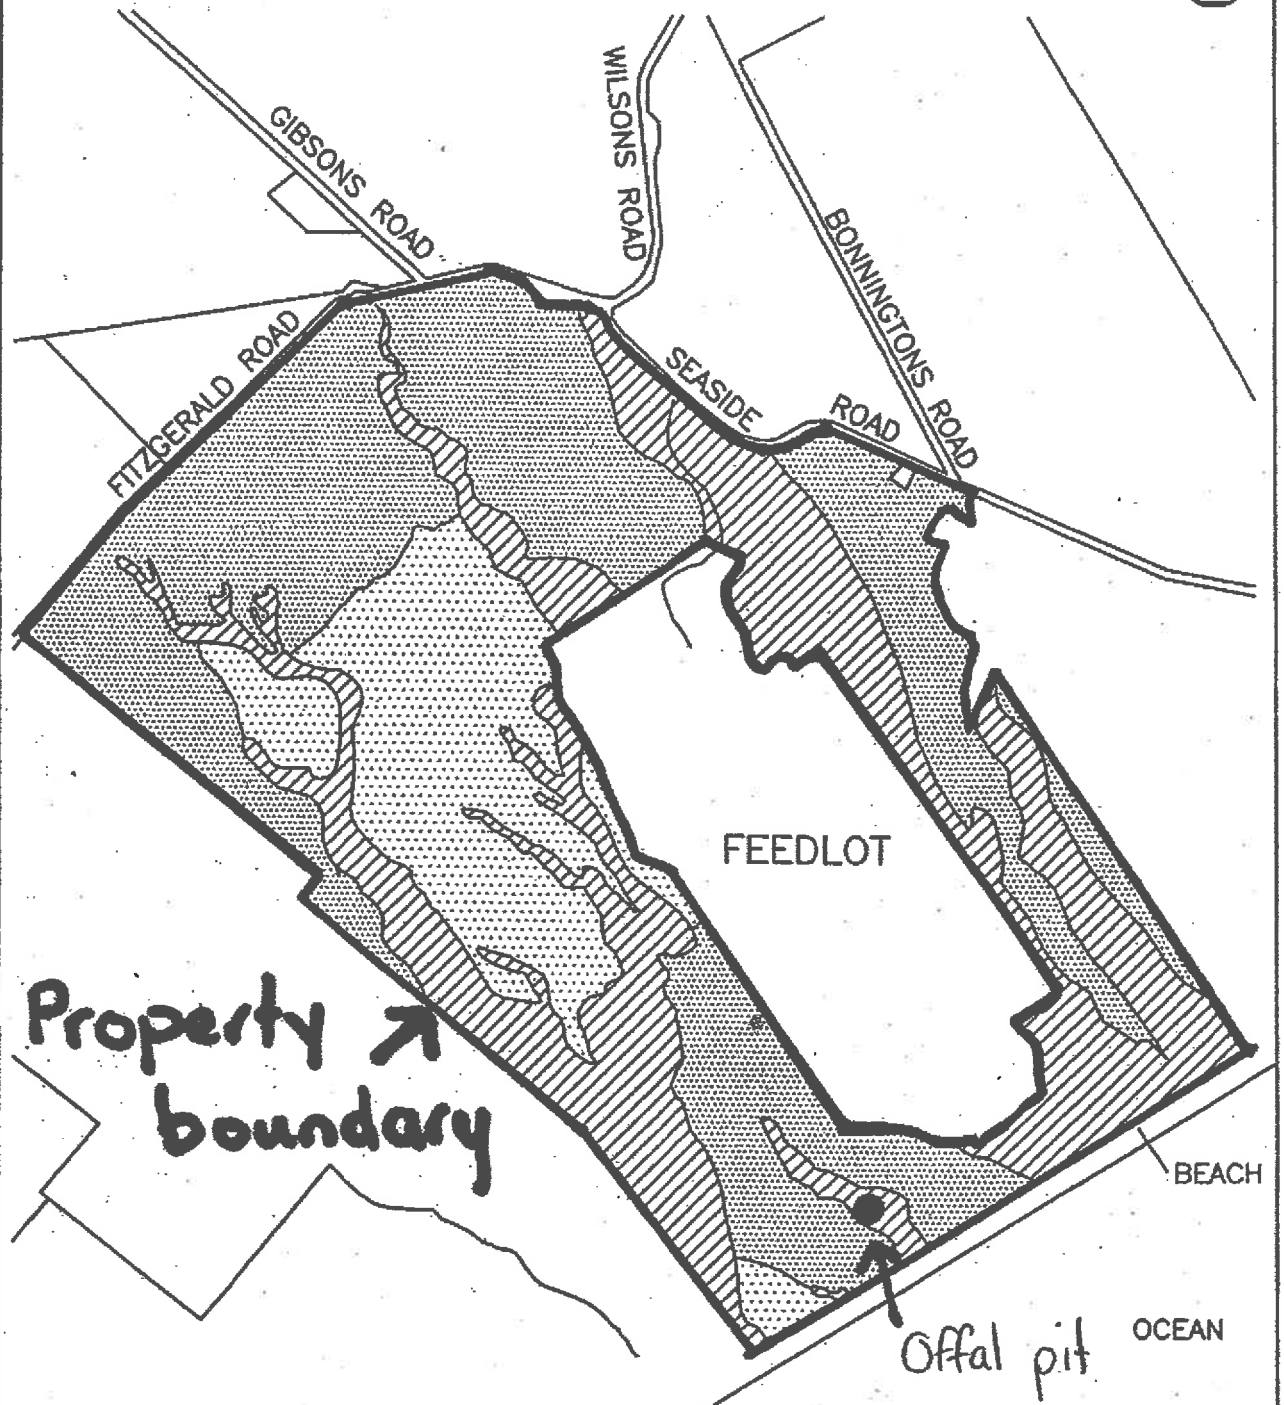 GIBSONS ROAD
WILSONS ROAD
BONNINGTONS ROAD
FITZGERALD ROAD
SEASIDE ROAD
FEEDLOT
Property
boundary
BEACH
OCEAN
Offal pit